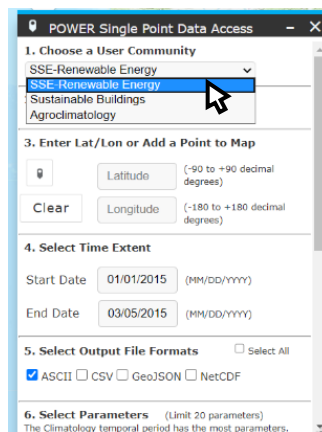 POWER Single Point Data Access
1. Choose a User Community
SSE-Renewable Energy
SSE-Renewable Energy
Sustainable Buildings
Agroclimatology
3. Enter Lat/Lon or Add a Point to Map
Latitude (-90 to +90 decimal
degrees)
Clear Longitude (-180 to +180 decimal
degrees)
4. Select Time Extent
Start Date 01/01/2015 (MM/DD/YYYY)
End Date 03/05/2015 (MM/DD/YYYY)
5. Select Output File Formats Select All
ASCII CSV GeoJSON NetCDF
6. Select Parameters (Limit 20 parameters)
The Climatology temporal period has the most parameters.